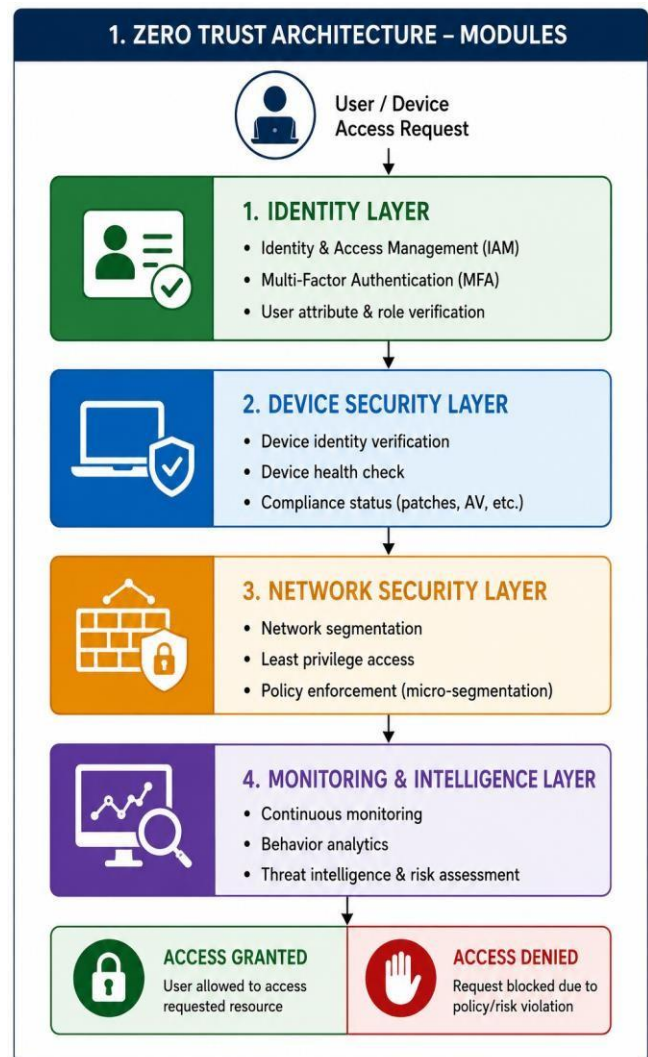 1. ZERO TRUST ARCHITECTURE – MODULES
User / Device
Access Request
1. IDENTITY LAYER
• Identity & Access Management (IAM)
• Multi-Factor Authentication (MFA)
• User attribute & role verification
2. DEVICE SECURITY LAYER
• Device identity verification
• Device health check
• Compliance status (patches, AV, etc.)
3. NETWORK SECURITY LAYER
• Network segmentation
• Least privilege access
• Policy enforcement (micro-segmentation)
4. MONITORING & INTELLIGENCE LAYER
• Continuous monitoring
• Behavior analytics
• Threat intelligence & risk assessment
ACCESS GRANTED
User allowed to access
requested resource
ACCESS DENIED
Request blocked due to
policy/risk violation